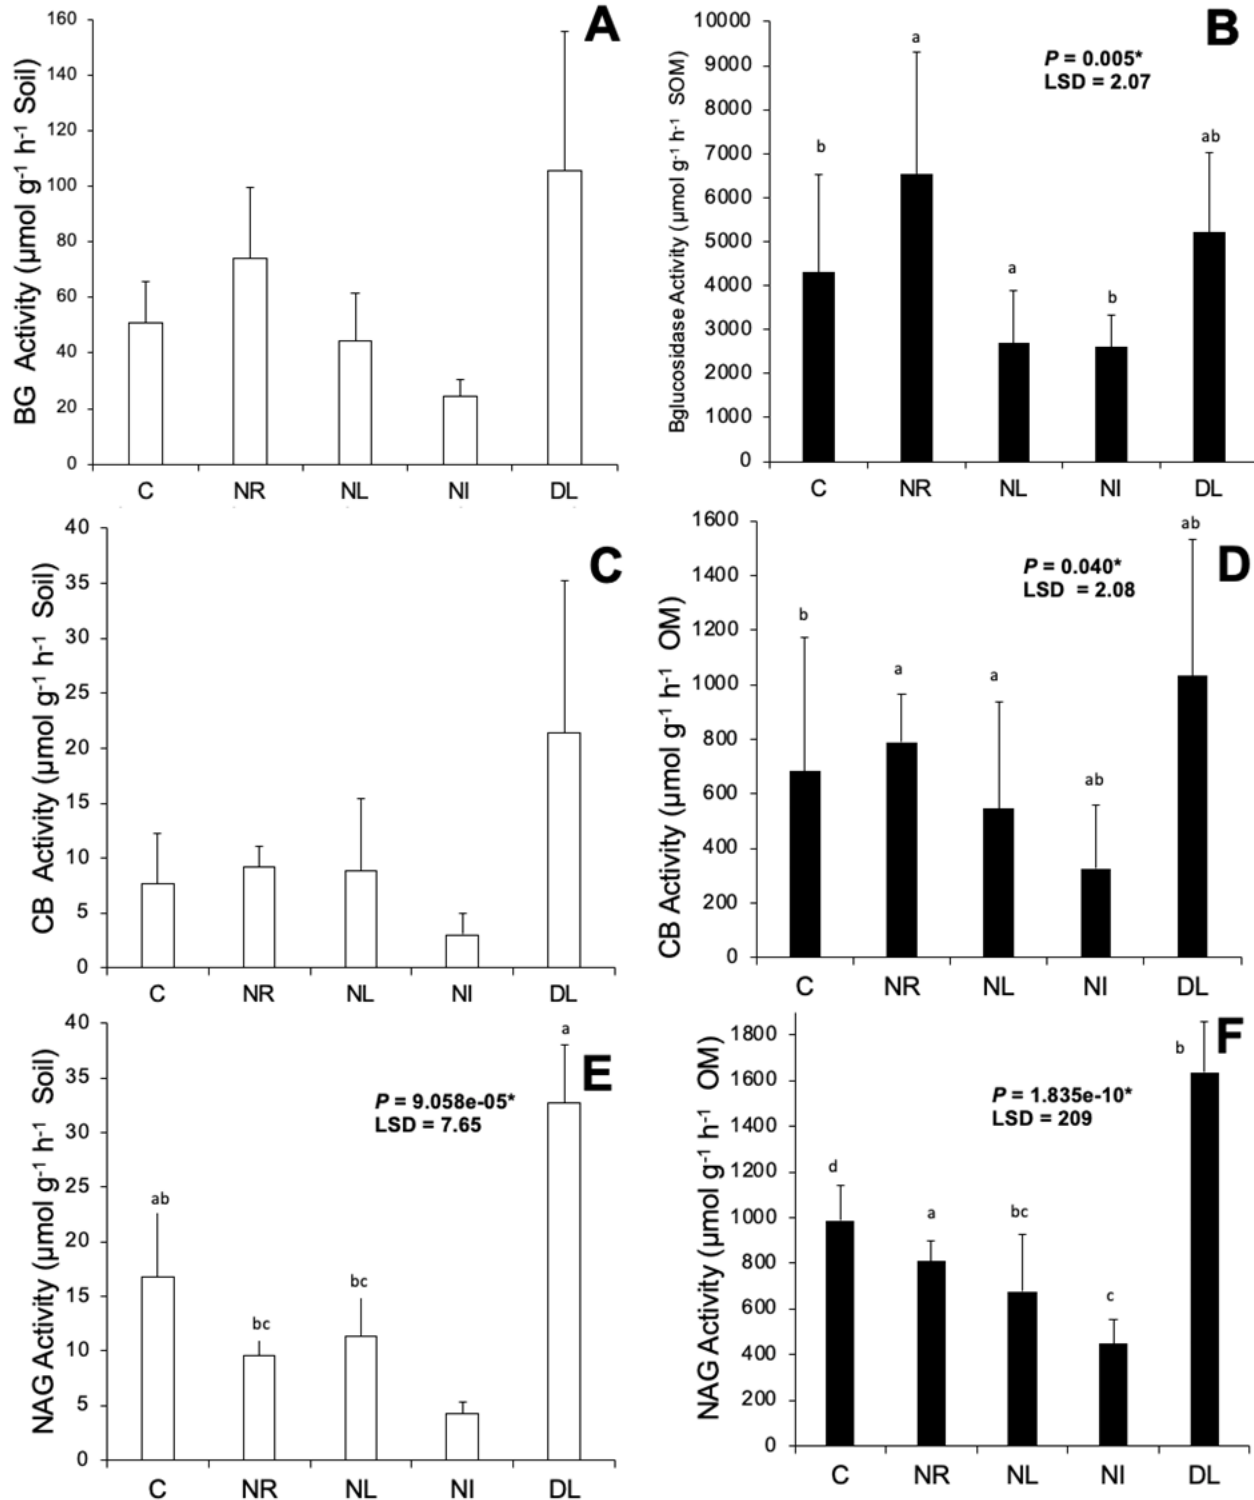 A
BG Activity (µmol g-1 h-1 Soil)
160
140
120
100
80
60
40
20
0
C NR NL NI DL
B
Bglucosidase Activity (µmol g-1 h-1 SOM)
10000
9000
8000
7000
6000
5000
4000
3000
2000
1000
0
P = 0.005*
LSD = 2.07
b a a b ab
C NR NL NI DL
C
CB Activity (µmol g-1 h-1 Soil)
40
35
30
25
20
15
10
5
0
C NR NL NI DL
D
CB Activity (µmol g-1 h-1 OM)
1600
1400
1200
1000
800
600
400
200
0
P = 0.040*
LSD = 2.08
b a a ab ab
C NR NL NI DL
E
NAG Activity (µmol g-1 h-1 Soil)
40
35
30
25
20
15
10
5
0
P = 9.058e-05*
LSD = 7.65
ab bc bc a
C NR NL NI DL
F
NAG Activity (µmol g-1 h-1 OM)
1800
1600
1400
1200
1000
800
600
400
200
0
P = 1.835e-10*
LSD = 209
d a bc c b
C NR NL NI DL